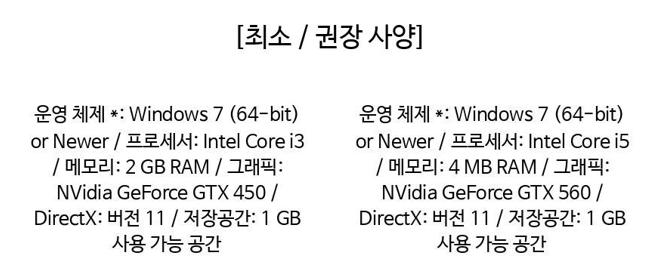 [최소 / 권장 사양]
운영 체제 *: Windows 7 (64-bit)
or Newer / 프로세서: Intel Core i3
/ 메모리: 2 GB RAM / 그래픽:
NVidia GeForce GTX 450 /
DirectX: 버전 11 / 저장공간: 1 GB
사용 가능 공간
운영 체제 *: Windows 7 (64-bit)
or Newer / 프로세서: Intel Core i5
/ 메모리: 4 MB RAM / 그래픽:
NVidia GeForce GTX 560 /
DirectX: 버전 11 / 저장공간: 1 GB
사용 가능 공간